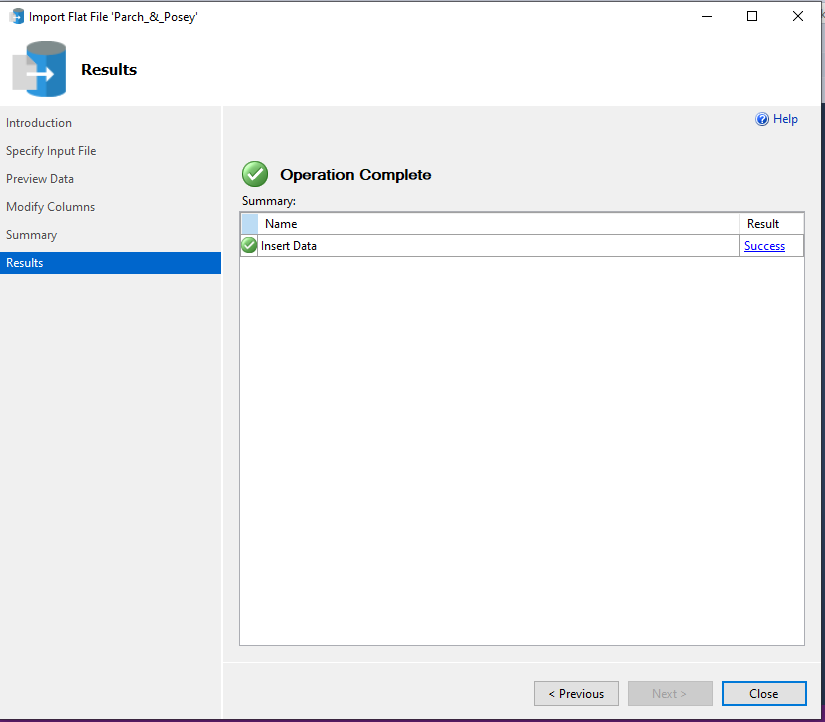 Import Flat File 'Parch_&_Posey'
Results
Introduction
Specify Input File
Preview Data
Modify Columns
Summary
Results
Help
Operation Complete
Summary:
Name Result
Insert Data Success
< Previous Next > Close